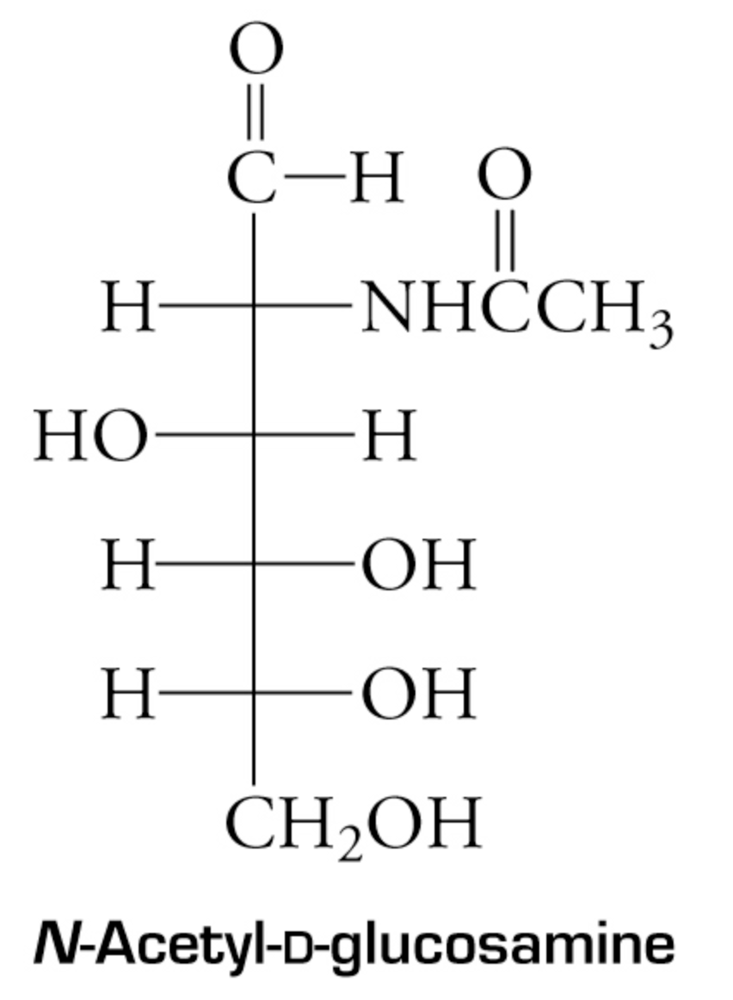 O
C—H O
H NHCCH₃
HO H
H OH
H OH
CH₂OH
N-Acetyl-D-glucosamine